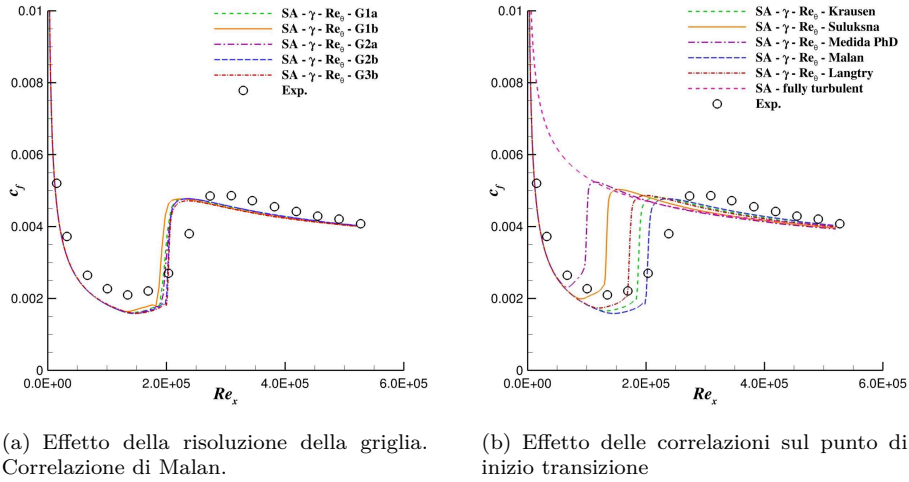 SA - γ - Reθ - G1a
SA - γ - Reθ - G1b
SA - γ - Reθ - G2a
SA - γ - Reθ - G2b
SA - γ - Reθ - G3b
Exp.
0.01
0.008
0.006
0.004
0.002
0
cf
0.0E+00
2.0E+05
4.0E+05
6.0E+05
Rex
(a) Effetto della risoluzione della griglia.
Correlazione di Malan.
SA - γ - Reθ - Krausen
SA - γ - Reθ - Suluksna
SA - γ - Reθ - Medida PhD
SA - γ - Reθ - Malan
SA - γ - Reθ - Langtry
SA - fully turbulent
Exp.
0.01
0.008
0.006
0.004
0.002
0
cf
0.0E+00
2.0E+05
4.0E+05
6.0E+05
Rex
(b) Effetto delle correlazioni sul punto di
inizio transizione